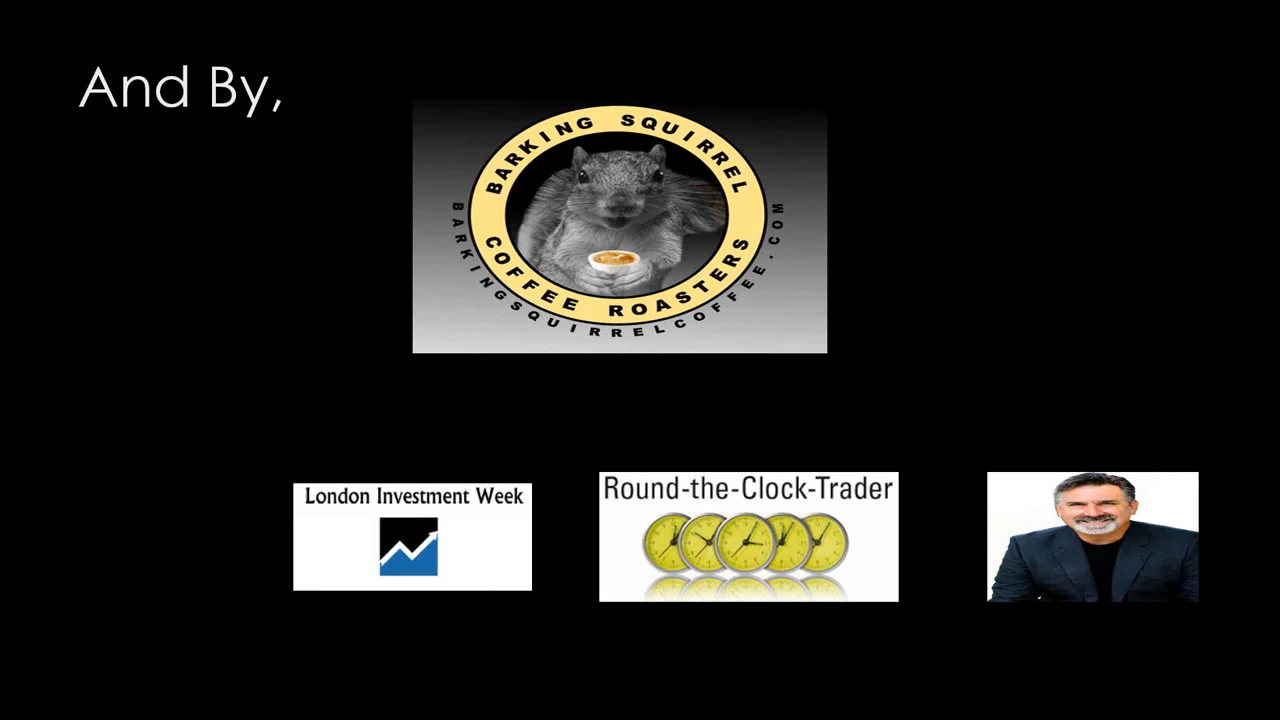 And By,
BARKING SQUIRREL
COFFEE ROASTERS
BARKINGSQUIRRELCOFFEE.COM
London Investment Week
Round-the-Clock-Trader